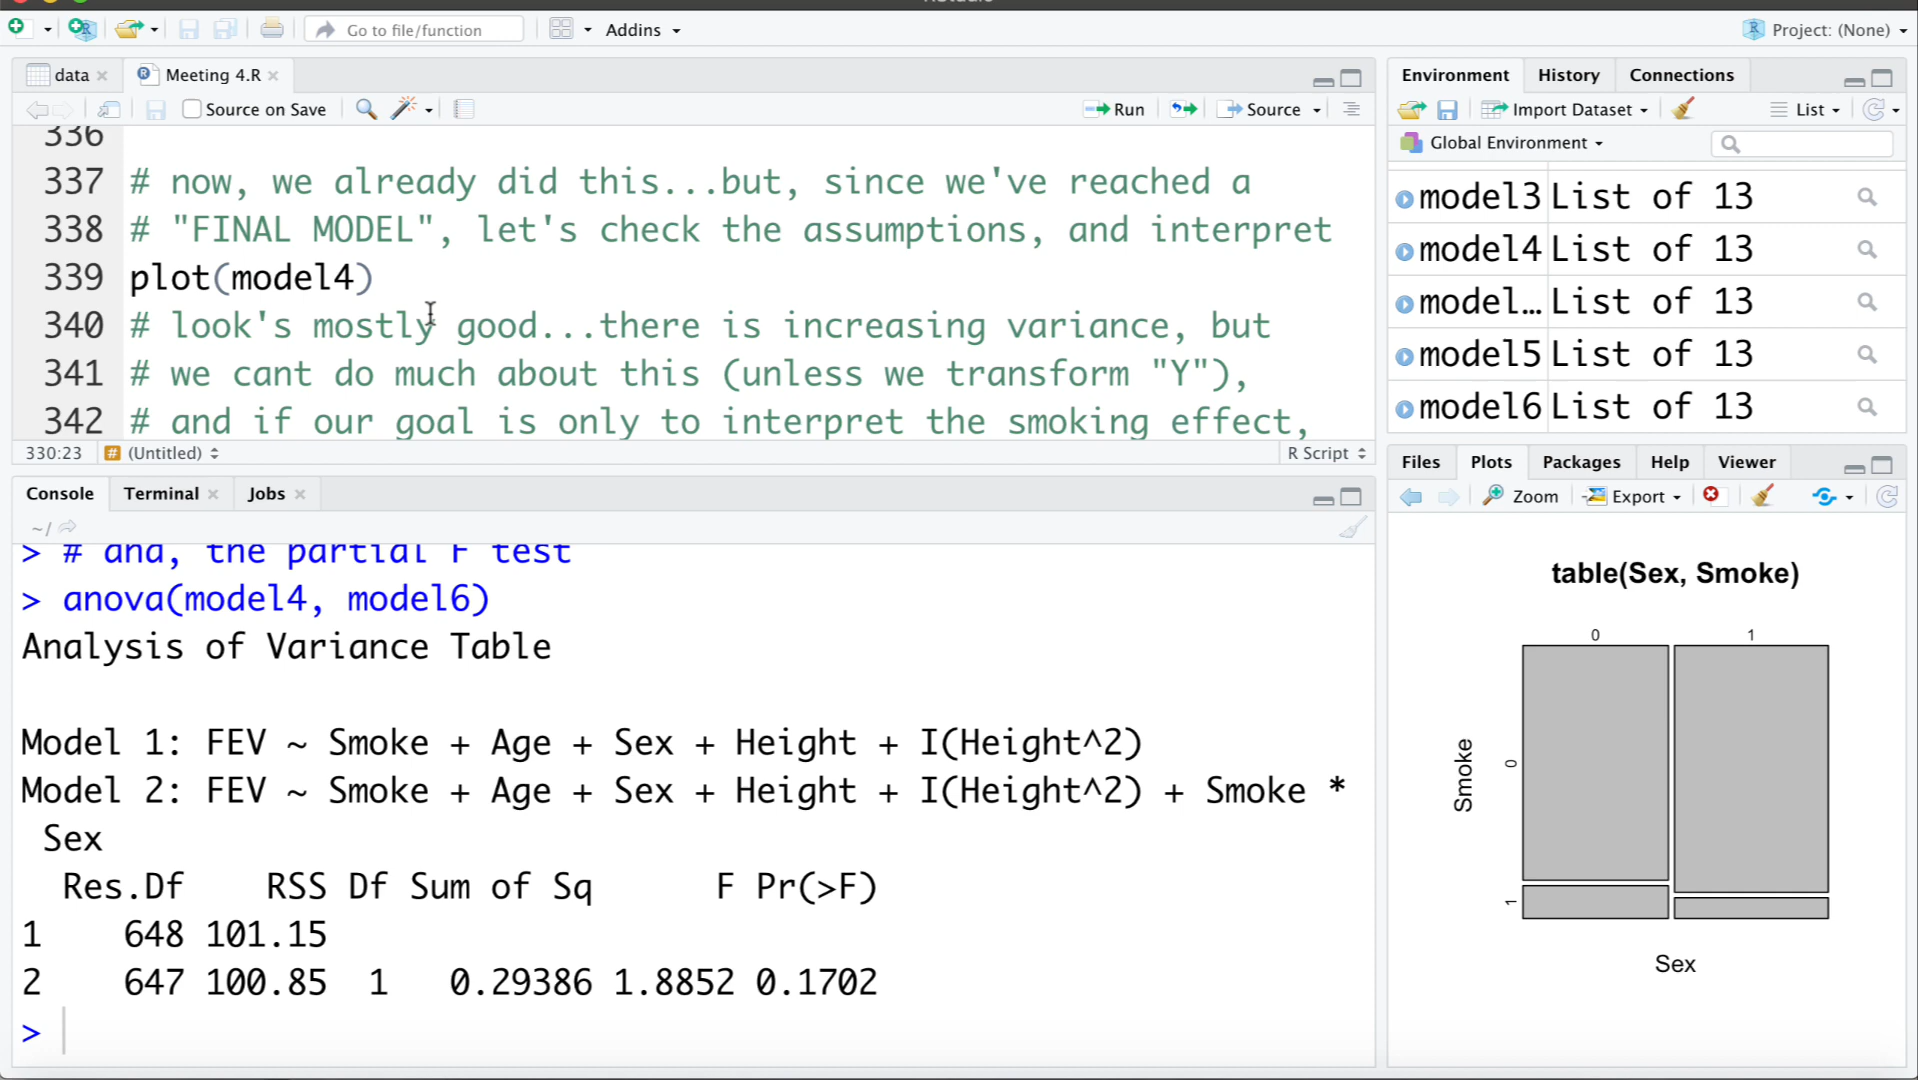 RStudio
Go to file/function
Addins
Project: (None)
data
Meeting 4.R
Source on Save
Run
Source
336
337 # now, we already did this...but, since we've reached a
338 # "FINAL MODEL", let's check the assumptions, and interpret
339 plot(model4)
340 # look's mostly good...there is increasing variance, but
341 # we cant do much about this (unless we transform "Y"),
342 # and if our goal is only to interpret the smoking effect,
330:23
# (Untitled)
R Script
Console
Terminal
Jobs
~/
> # and, the partial F test
> anova(model4, model6)
Analysis of Variance Table
Model 1: FEV ~ Smoke + Age + Sex + Height + I(Height^2)
Model 2: FEV ~ Smoke + Age + Sex + Height + I(Height^2) + Smoke *
Sex
Res.Df RSS Df Sum of Sq F Pr(>F)
1 648 101.15
2 647 100.85 1 0.29386 1.8852 0.1702
>
Environment
History
Connections
Import Dataset
List
Global Environment
model3 List of 13
model4 List of 13
model… List of 13
model5 List of 13
model6 List of 13
Files
Plots
Packages
Help
Viewer
Zoom
Export
table(Sex, Smoke)
0 1
Smoke
0
1
Sex